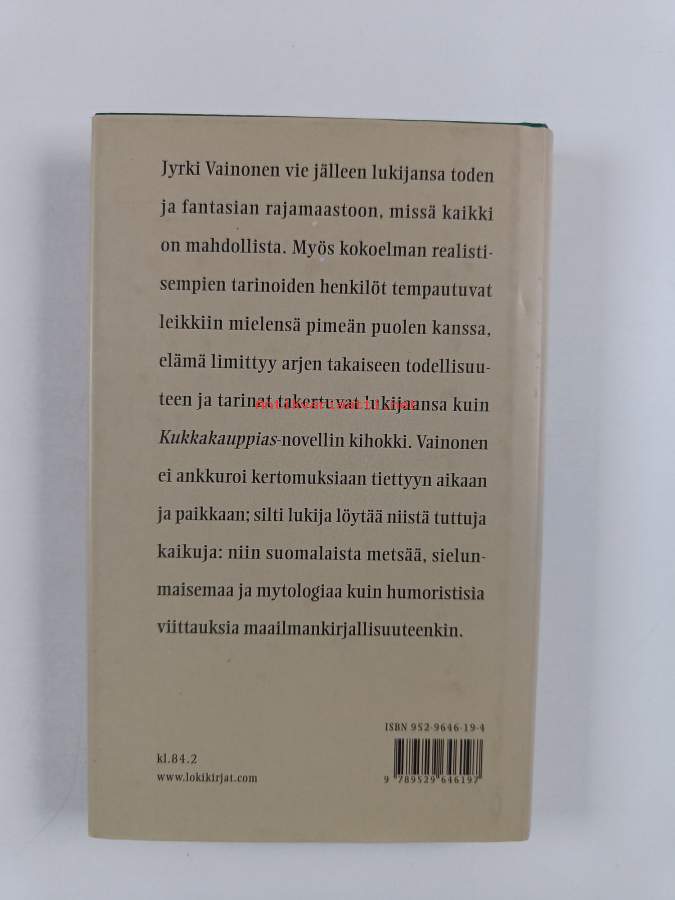 Jyrki Vainonen vie jälleen lukijansa toden
ja fantasian rajamaastoon, missä kaikki
on mahdollista. Myös kokoelman realisti-
sempien tarinoiden henkilöt tempautuvat
leikkiin mielensä pimeän puolen kanssa,
elämä limittyy arjen takaiseen todellisuu-
teen ja tarinat takertuvat lukijaansa kuin
Kukkakauppias-novellin kihokki. Vainonen
ei ankkuroi kertomuksiaan tiettyyn aikaan
ja paikkaan; silti lukija löytää niistä tuttuja
kaikuja: niin suomalaista metsää, sielun-
maisemaa ja mytologiaa kuin humoristisia
viittauksia maailmankirjallisuuteenkin.
ISBN 952-9646-19-4
kl.84.2
www.lokikirjat.com
9 789529 646197